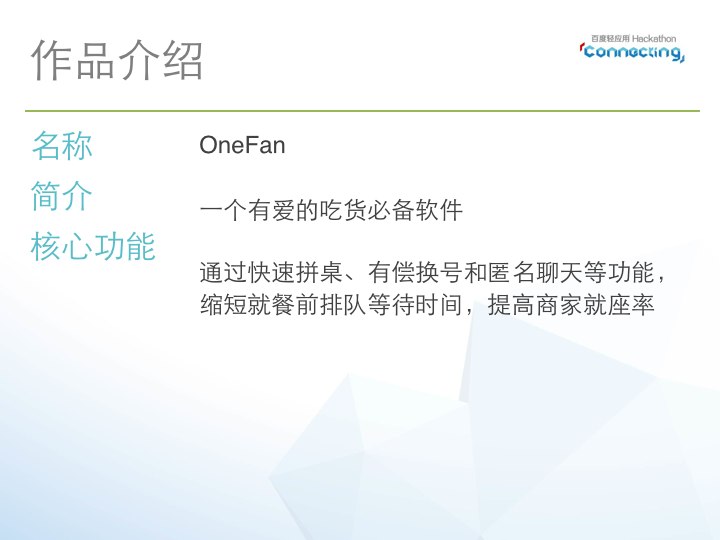 作品介绍
百度轻应用 Hackathon
Connecting
名称
OneFan
简介
一个有爱的吃货必备软件
核心功能
通过快速拼桌、有偿换号和匿名聊天等功能，
缩短就餐前排队等待时间，提高商家就座率